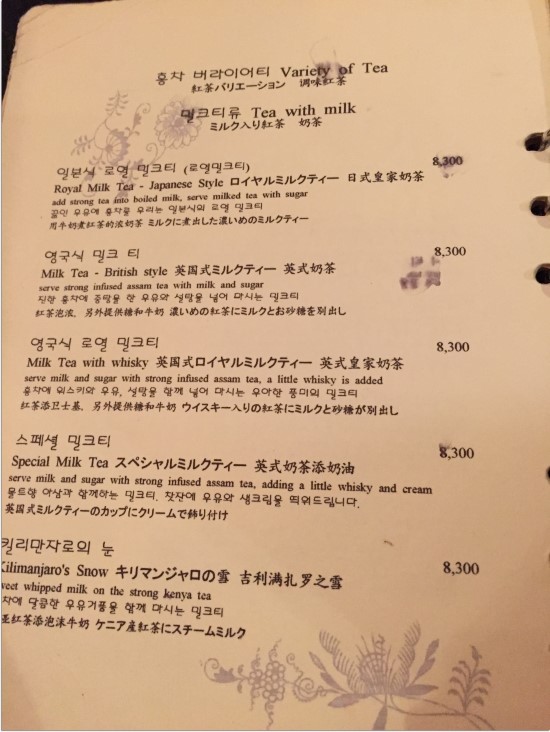 홍차 버라이어티 Variety of Tea
紅茶バリエーション 调味紅茶
밀크티류 Tea with milk
ミルク入り紅茶 奶茶
일본식 로열 밀크티 (로열밀크티) 8,300
Royal Milk Tea - Japanese Style ロイヤルミルクティー 日式皇家奶茶
add strong tea into boiled milk, serve milked tea with sugar
끓인 우유에 홍차를 우리는 일본식의 로열 밀크티
用牛奶煮紅茶的浓奶茶 ミルクに煮出した濃いめのミルクティー
영국식 밀크 티 8,300
Milk Tea - British style 英国式ミルクティー 英式奶茶
serve strong infused assam tea with milk and sugar
진한 홍차에 중탕을 한 우유와 설탕을 넣어 마시는 밀크티
紅茶泡浓，另外提供糖和牛奶 濃いめの紅茶にミルクとお砂糖を別出し
영국식 로열 밀크티 8,300
Milk Tea with whisky 英国式ロイヤルミルクティー 英式皇家奶茶
serve milk and sugar with strong infused assam tea, a little whisky is added
홍차에 위스키와 우유, 설탕을 함께 넣어 마시는 우아한 풍미의 밀크티
紅茶添卫士基，另外提供糖和牛奶 ウイスキー入りの紅茶にミルクと砂糖が別出し
스페셜 밀크티 8,300
Special Milk Tea スペシャルミルクティー 英式奶茶添奶油
serve milk and sugar with strong infused assam tea, adding a little whisky and cream
몰트향 아삼과 함께하는 밀크티. 찻잔에 우유와 생크림을 띄워드립니다.
英国式ミルクティーのカップにクリームで飾り付け
킬리만자로의 눈 8,300
Kilimanjaro's Snow キリマンジャロの雪 吉利满扎罗之雪
sweet whipped milk on the strong kenya tea
차에 달콤한 우유거품을 함께 마시는 밀크티
亚紅茶添泡沫牛奶 ケニア産紅茶にスチームミルク